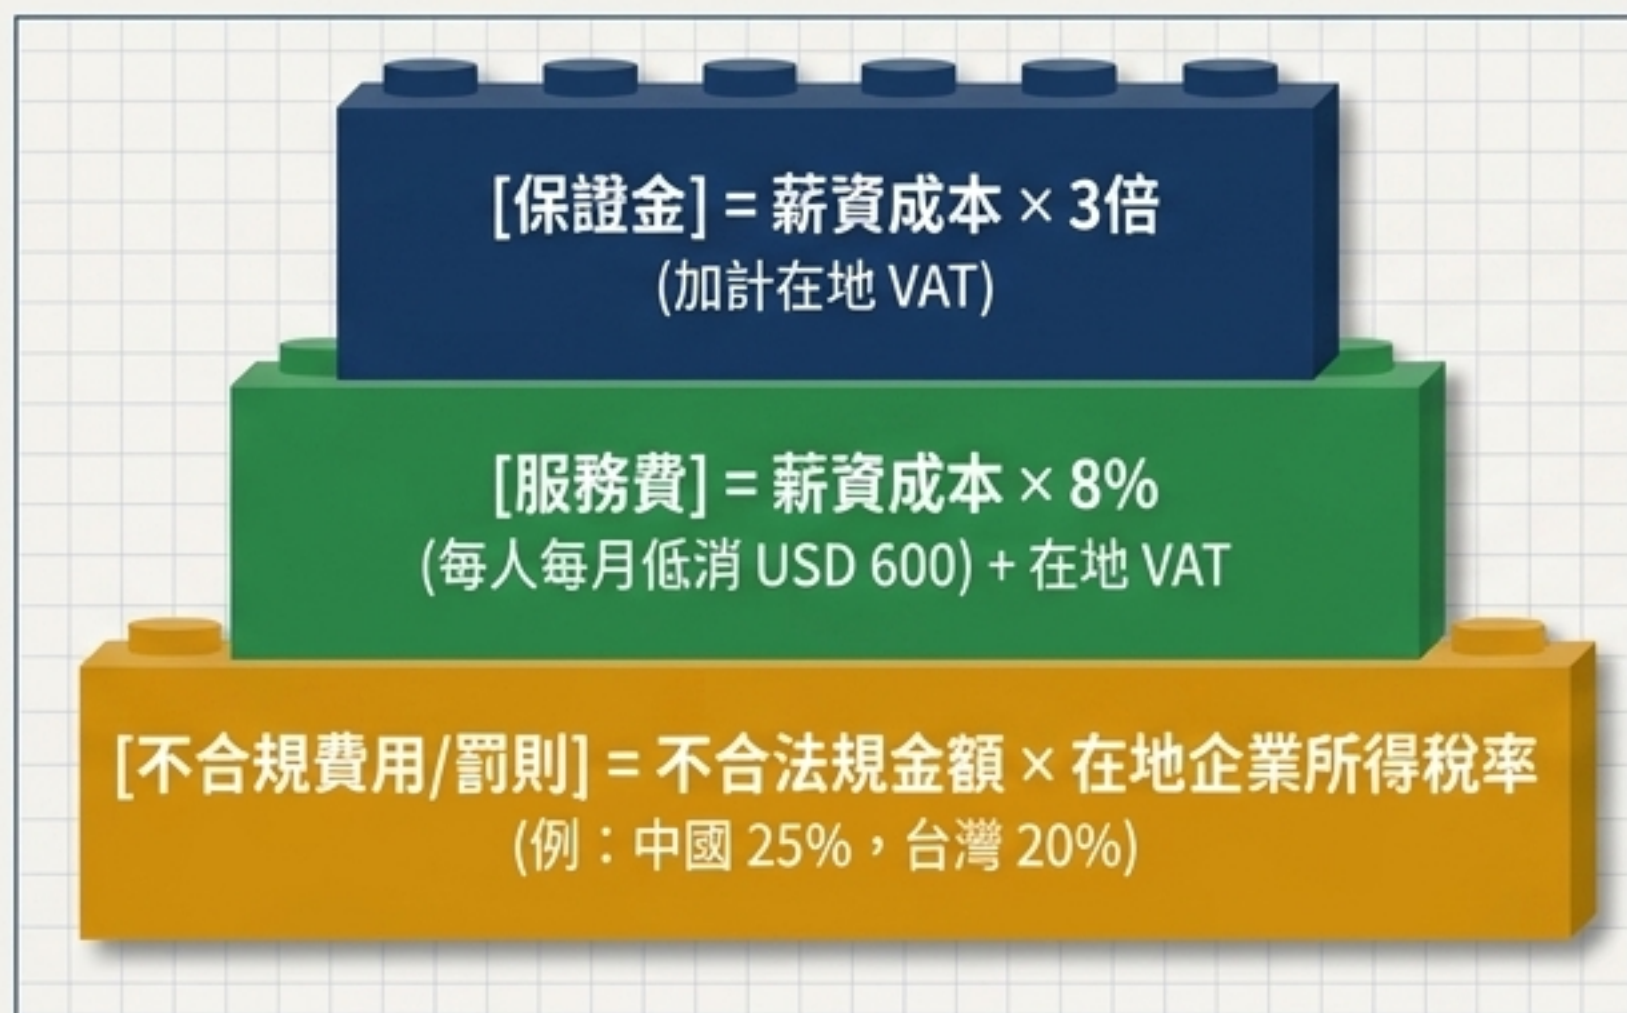 [保證金] = 薪資成本 × 3倍
(加計在地 VAT)
[服務費] = 薪資成本 × 8%
(每人每月低消 USD 600) + 在地 VAT
[不合規費用/罰則] = 不合法規金額 × 在地企業所得稅率
(例：中國 25%，台灣 20%)